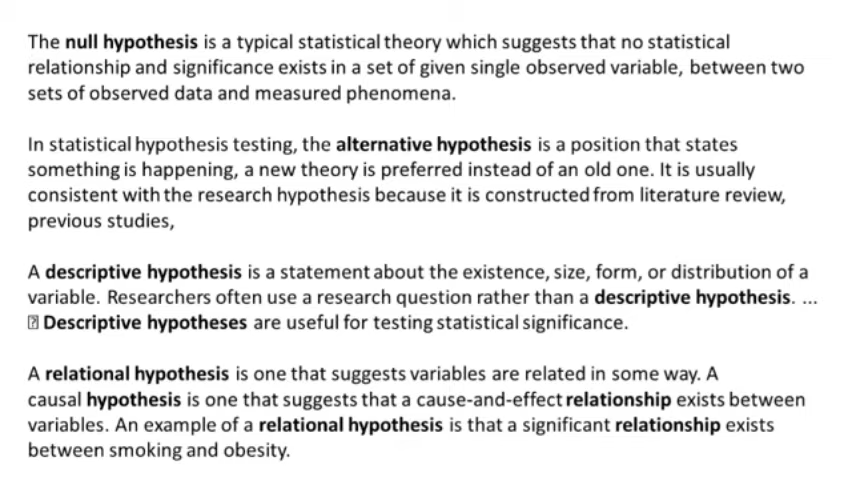 The null hypothesis is a typical statistical theory which suggests that no statistical
relationship and significance exists in a set of given single observed variable, between two
sets of observed data and measured phenomena.
In statistical hypothesis testing, the alternative hypothesis is a position that states
something is happening, a new theory is preferred instead of an old one. It is usually
consistent with the research hypothesis because it is constructed from literature review,
previous studies,
A descriptive hypothesis is a statement about the existence, size, form, or distribution of a
variable. Researchers often use a research question rather than a descriptive hypothesis. ...
⍰ Descriptive hypotheses are useful for testing statistical significance.
A relational hypothesis is one that suggests variables are related in some way. A
causal hypothesis is one that suggests that a cause-and-effect relationship exists between
variables. An example of a relational hypothesis is that a significant relationship exists
between smoking and obesity.